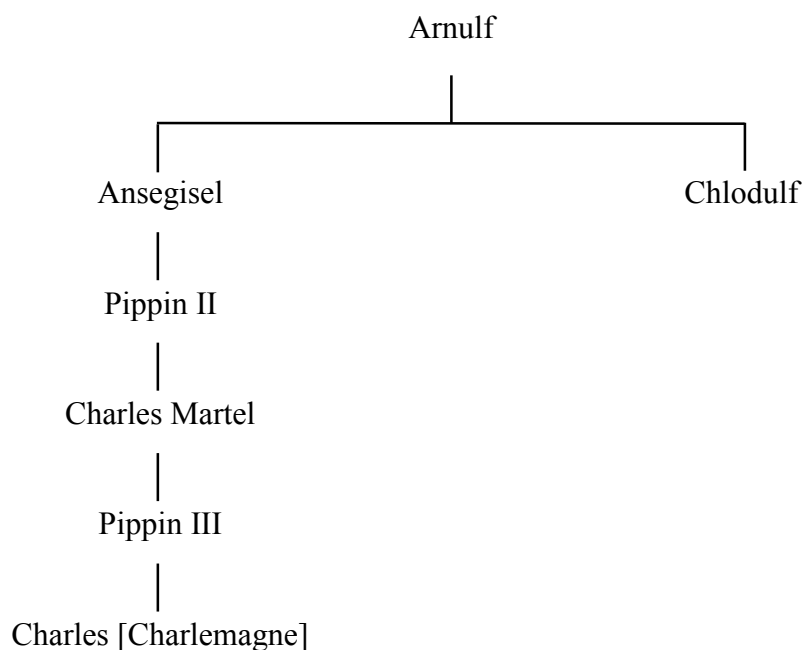 Arnulf
Ansegisel
Chlodulf
Pippin II
Charles Martel
Pippin III
Charles [Charlemagne]